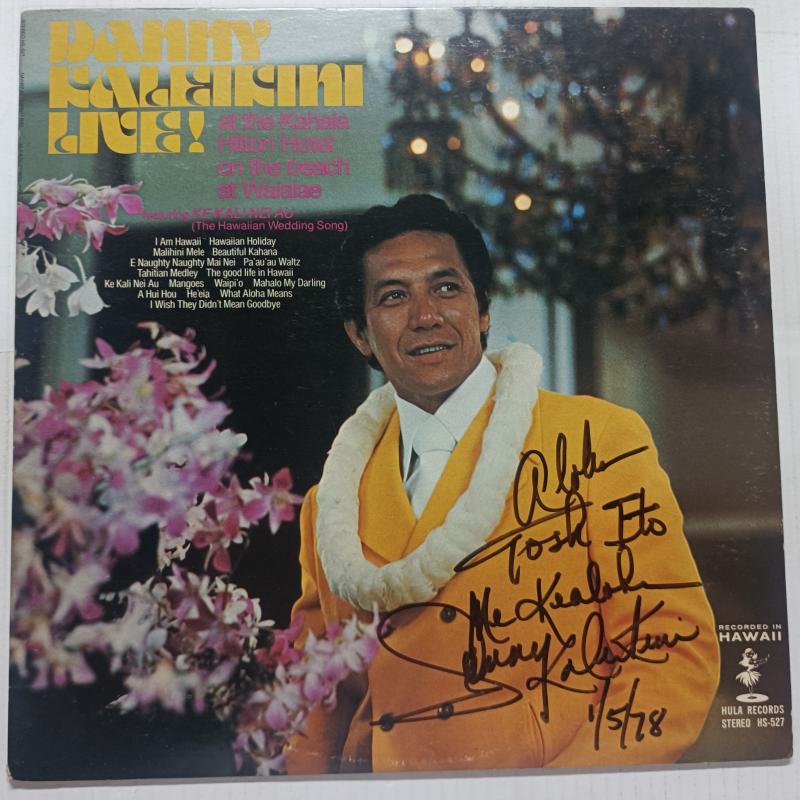 DANNY
KALEIKINI
LIVE!
at the Kahala
Hilton Hotel
on the beach
at Waialae
featuring KE KALI NEI AU
(The Hawaiian Wedding Song)
I Am Hawaii Hawaiian Holiday
Malihini Mele Beautiful Kahana
E Naughty Naughty Mai Nei Pa'au'au Waltz
Tahitian Medley The good life in Hawaii
Ke Kali Nei Au Mangoes Waipi'o Mahalo My Darling
A Hui Hou He'eia What Aloha Means
I Wish They Didn't Mean Goodbye
Aloha
Tosh Ito
Me Kealoha
Danny Kaleikini
1/5/78
RECORDED IN
HAWAII
HULA RECORDS
STEREO HS-527